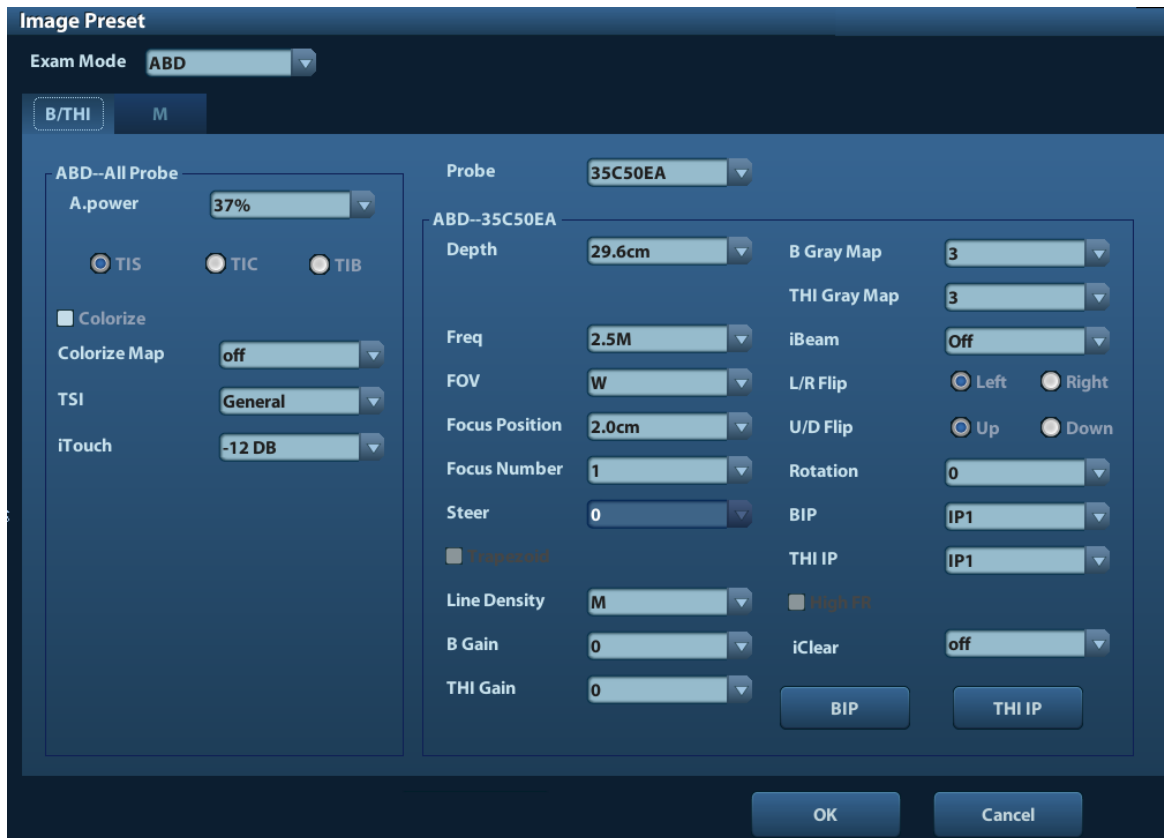 Image Preset
Exam Mode ABD
B/THI M
ABD--All Probe
A.power 37%
TIS TIC TIB
Colorize
Colorize Map off
TSI General
iTouch -12 DB
Probe 35C50EA
ABD--35C50EA
Depth 29.6cm
Freq 2.5M
FOV W
Focus Position 2.0cm
Focus Number 1
Steer 0
Trapezoid
Line Density M
B Gain 0
THI Gain 0
B Gray Map 3
THI Gray Map 3
iBeam Off
L/R Flip Left Right
U/D Flip Up Down
Rotation 0
BIP IP1
THI IP IP1
High FR
iClear off
BIP THI IP
OK Cancel